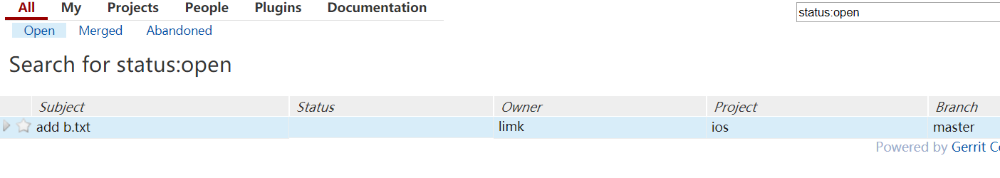 All My Projects People Plugins Documentation
status:open
Open Merged Abandoned
Search for status:open
Subject Status Owner Project Branch
add b.txt limk ios master
Powered by Gerrit